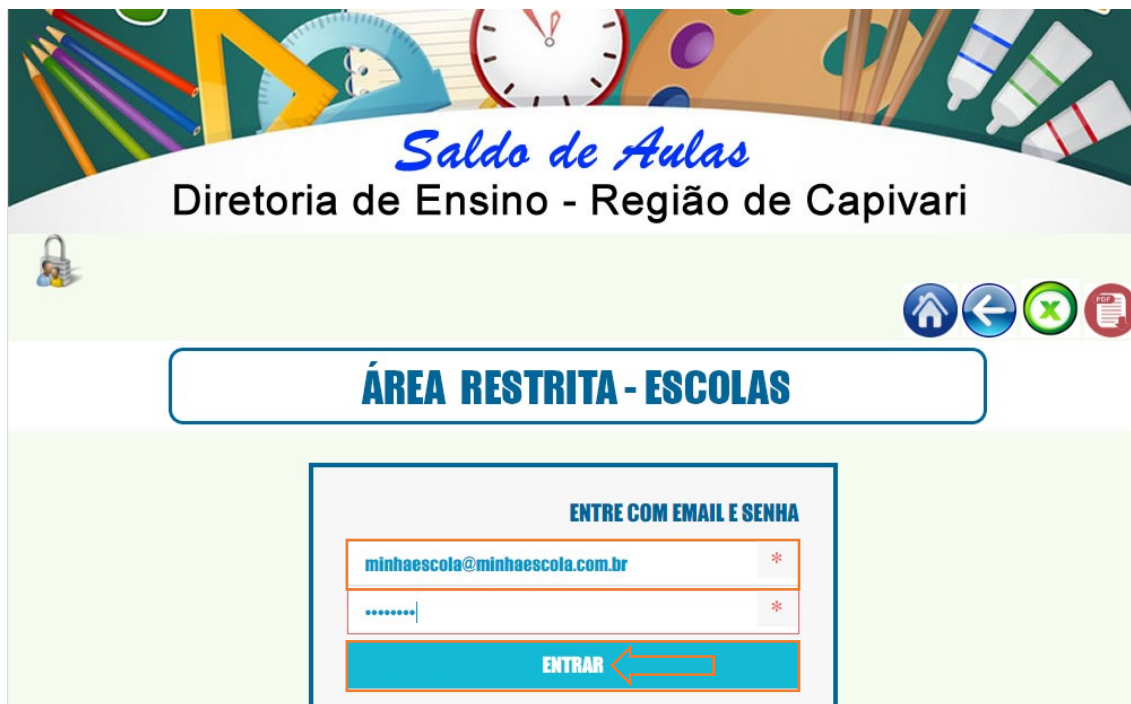 Saldo de Aulas
Diretoria de Ensino - Região de Capivari
PDF
ÁREA RESTRITA - ESCOLAS
ENTRE COM EMAIL E SENHA
minhaescola@minhaescola.com.br *
•••••••• *
ENTRAR